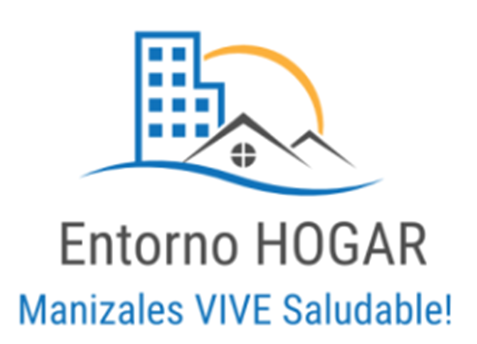 Entorno HOGAR
Manizales VIVE Saludable!